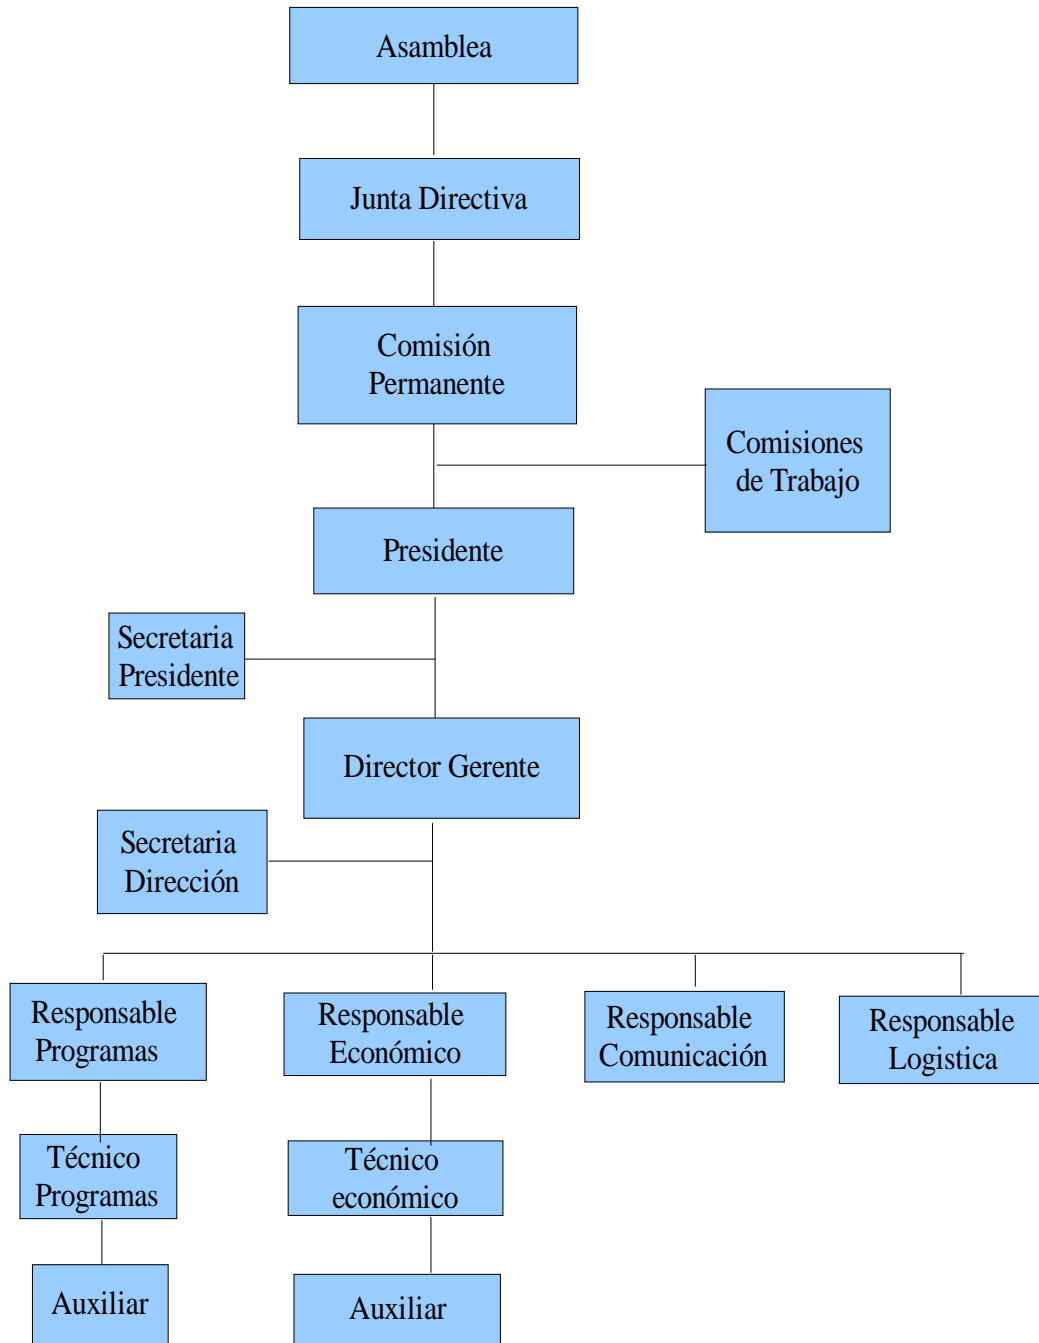 Asamblea
Junta Directiva
Comisión
Permanente
Comisiones
de Trabajo
Presidente
Secretaria
Presidente
Director Gerente
Secretaria
Dirección
Responsable
Programas
Responsable
Económico
Responsable
Comunicación
Responsable
Logistica
Técnico
Programas
Técnico
económico
Auxiliar
Auxiliar